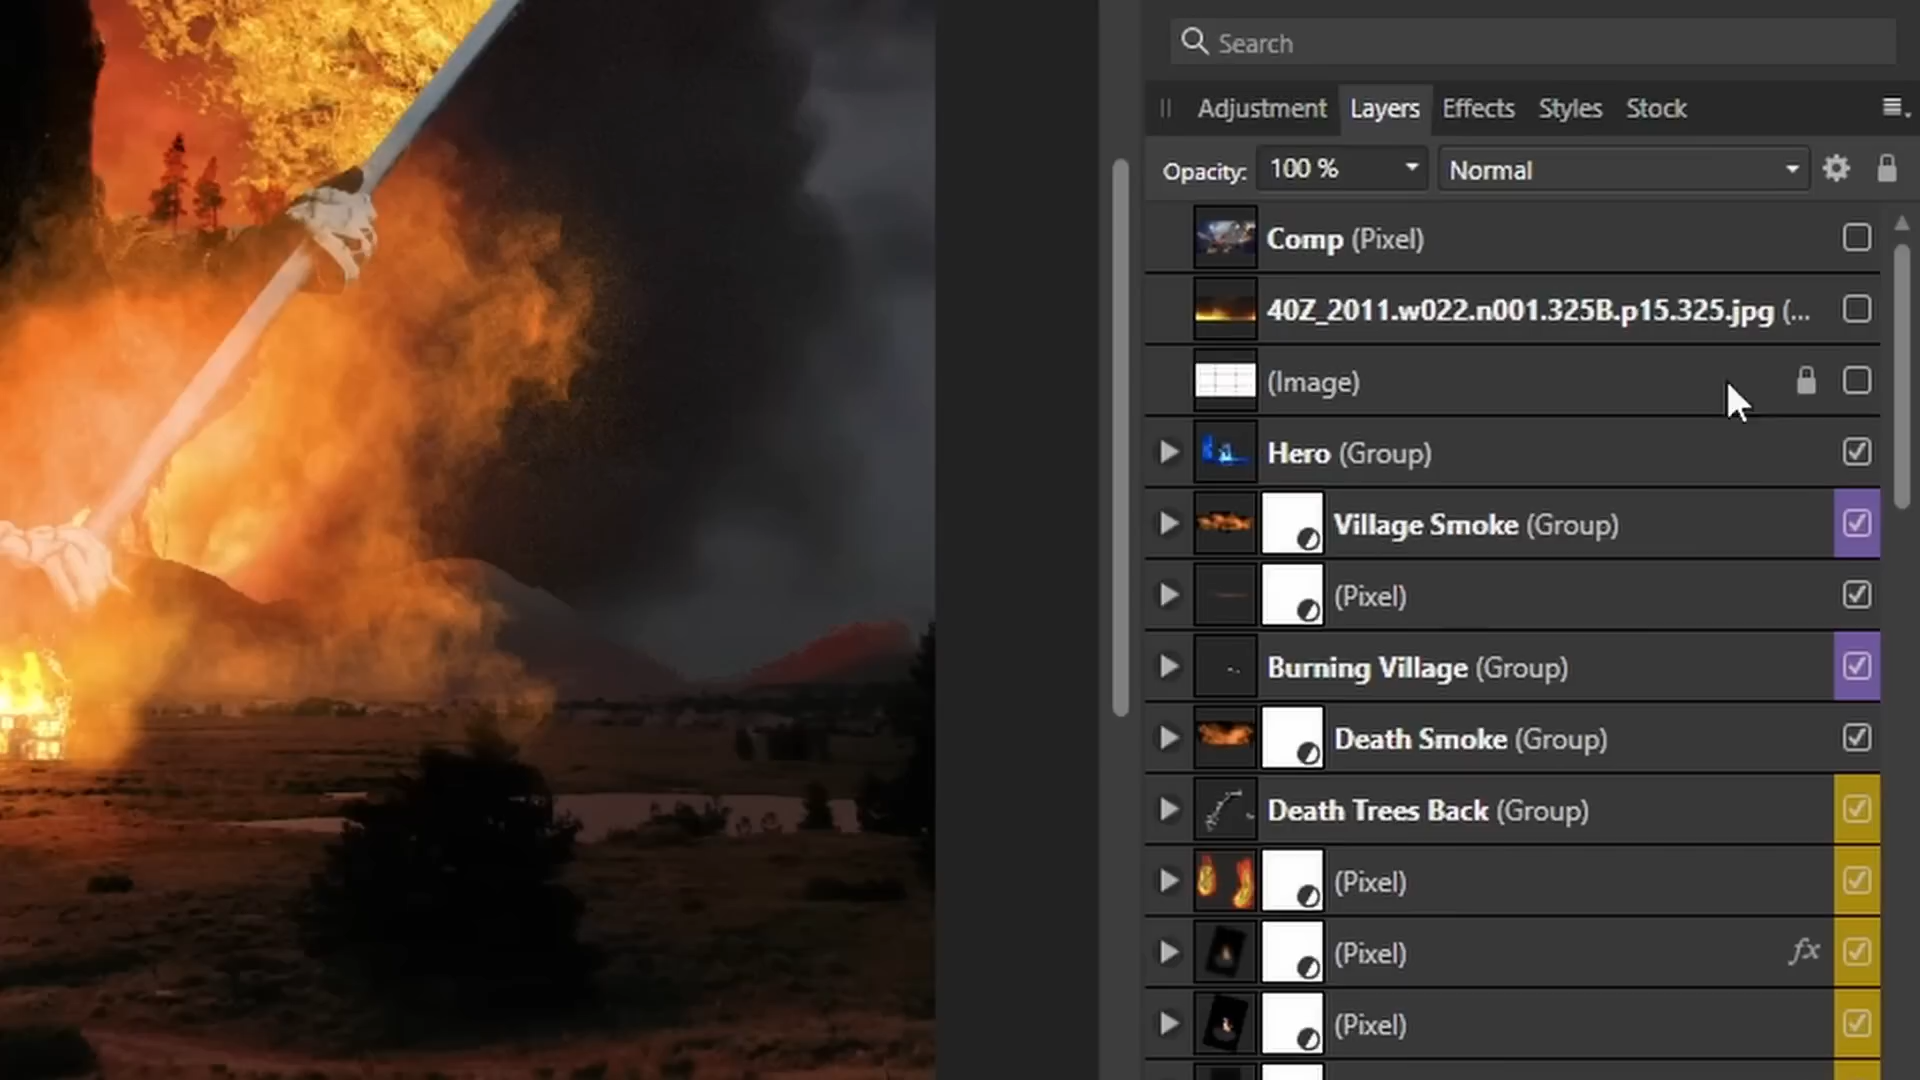 Search
Adjustment Layers Effects Styles Stock
Opacity: 100 % Normal
Comp (Pixel)
40Z_2011.w022.n001.325B.p15.325.jpg (...
(Image)
Hero (Group)
Village Smoke (Group)
(Pixel)
Burning Village (Group)
Death Smoke (Group)
Death Trees Back (Group)
(Pixel)
(Pixel)
fx
(Pixel)